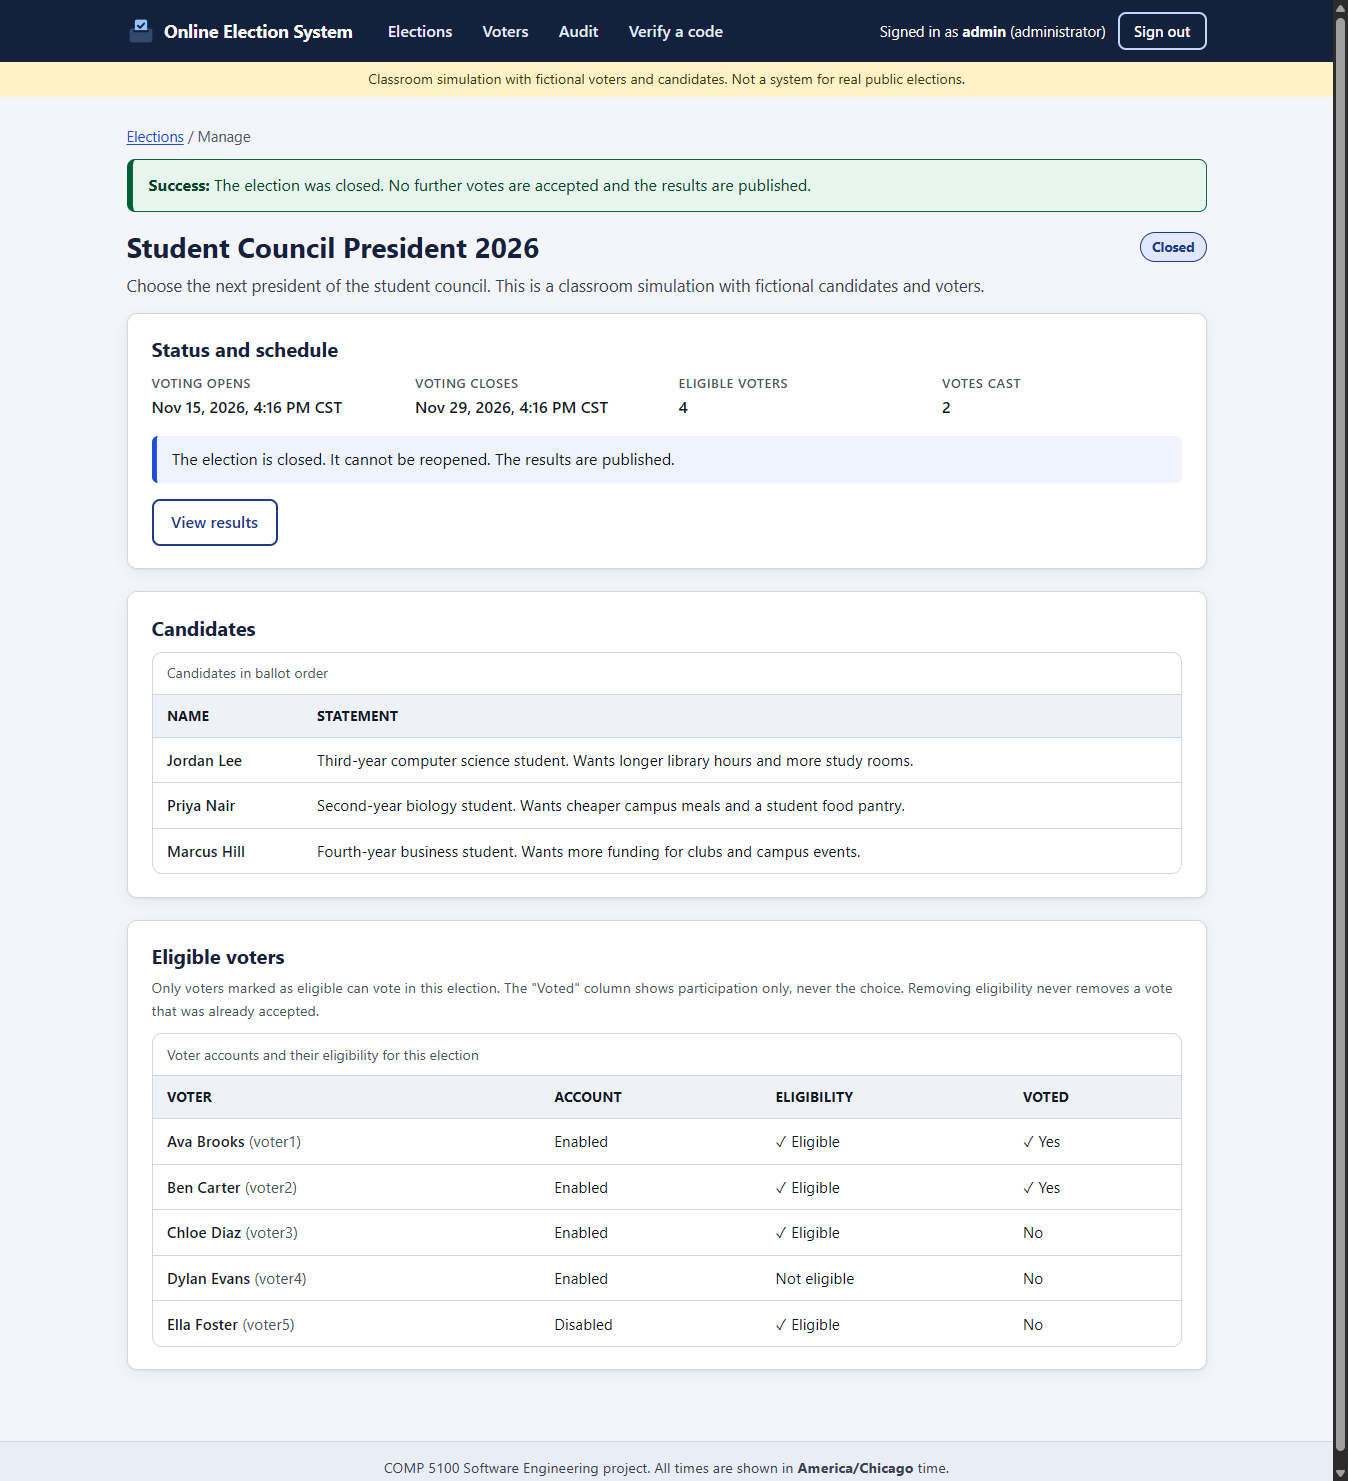 Online Election System
Elections
Voters
Audit
Verify a code
Signed in as admin (administrator)
Sign out
Classroom simulation with fictional voters and candidates. Not a system for real public elections.
Elections / Manage
Success: The election was closed. No further votes are accepted and the results are published.
Student Council President 2026
Closed
Choose the next president of the student council. This is a classroom simulation with fictional candidates and voters.
Status and schedule
VOTING OPENS
Nov 15, 2026, 4:16 PM CST
VOTING CLOSES
Nov 29, 2026, 4:16 PM CST
ELIGIBLE VOTERS
4
VOTES CAST
2
The election is closed. It cannot be reopened. The results are published.
View results
Candidates
Candidates in ballot order
NAME STATEMENT
Jordan Lee Third-year computer science student. Wants longer library hours and more study rooms.
Priya Nair Second-year biology student. Wants cheaper campus meals and a student food pantry.
Marcus Hill Fourth-year business student. Wants more funding for clubs and campus events.
Eligible voters
Only voters marked as eligible can vote in this election. The "Voted" column shows participation only, never the choice. Removing eligibility never removes a vote
that was already accepted.
Voter accounts and their eligibility for this election
VOTER ACCOUNT ELIGIBILITY VOTED
Ava Brooks (voter1) Enabled ✓ Eligible ✓ Yes
Ben Carter (voter2) Enabled ✓ Eligible ✓ Yes
Chloe Diaz (voter3) Enabled ✓ Eligible No
Dylan Evans (voter4) Enabled Not eligible No
Ella Foster (voter5) Disabled ✓ Eligible No
COMP 5100 Software Engineering project. All times are shown in America/Chicago time.